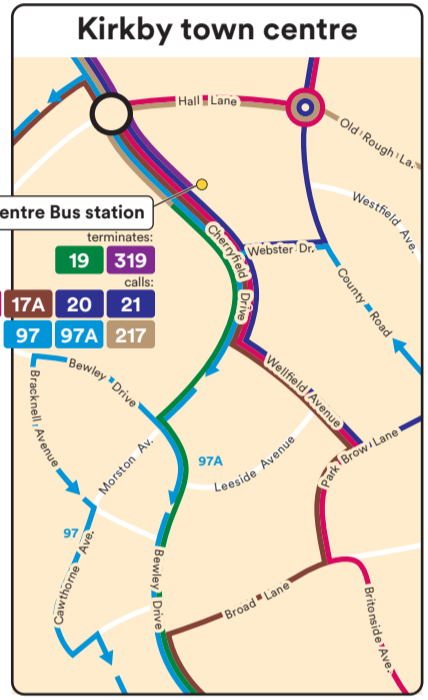 Kirkby town centre
Hall Lane
Old Rough La.
Westfield Ave.
entre Bus station
terminates:
19 319
calls:
17A 20 21
97 97A 217
Cherryfield
Drive
Webster Dr.
County Road
Wellfield Avenue
Bewley Drive
Bracknell Avenue
Morston Av.
97A
Leeside Avenue
Park Brow Lane
97
Cawthorne Ave.
Bewley Drive
Broad Lane
Britonside Ave.